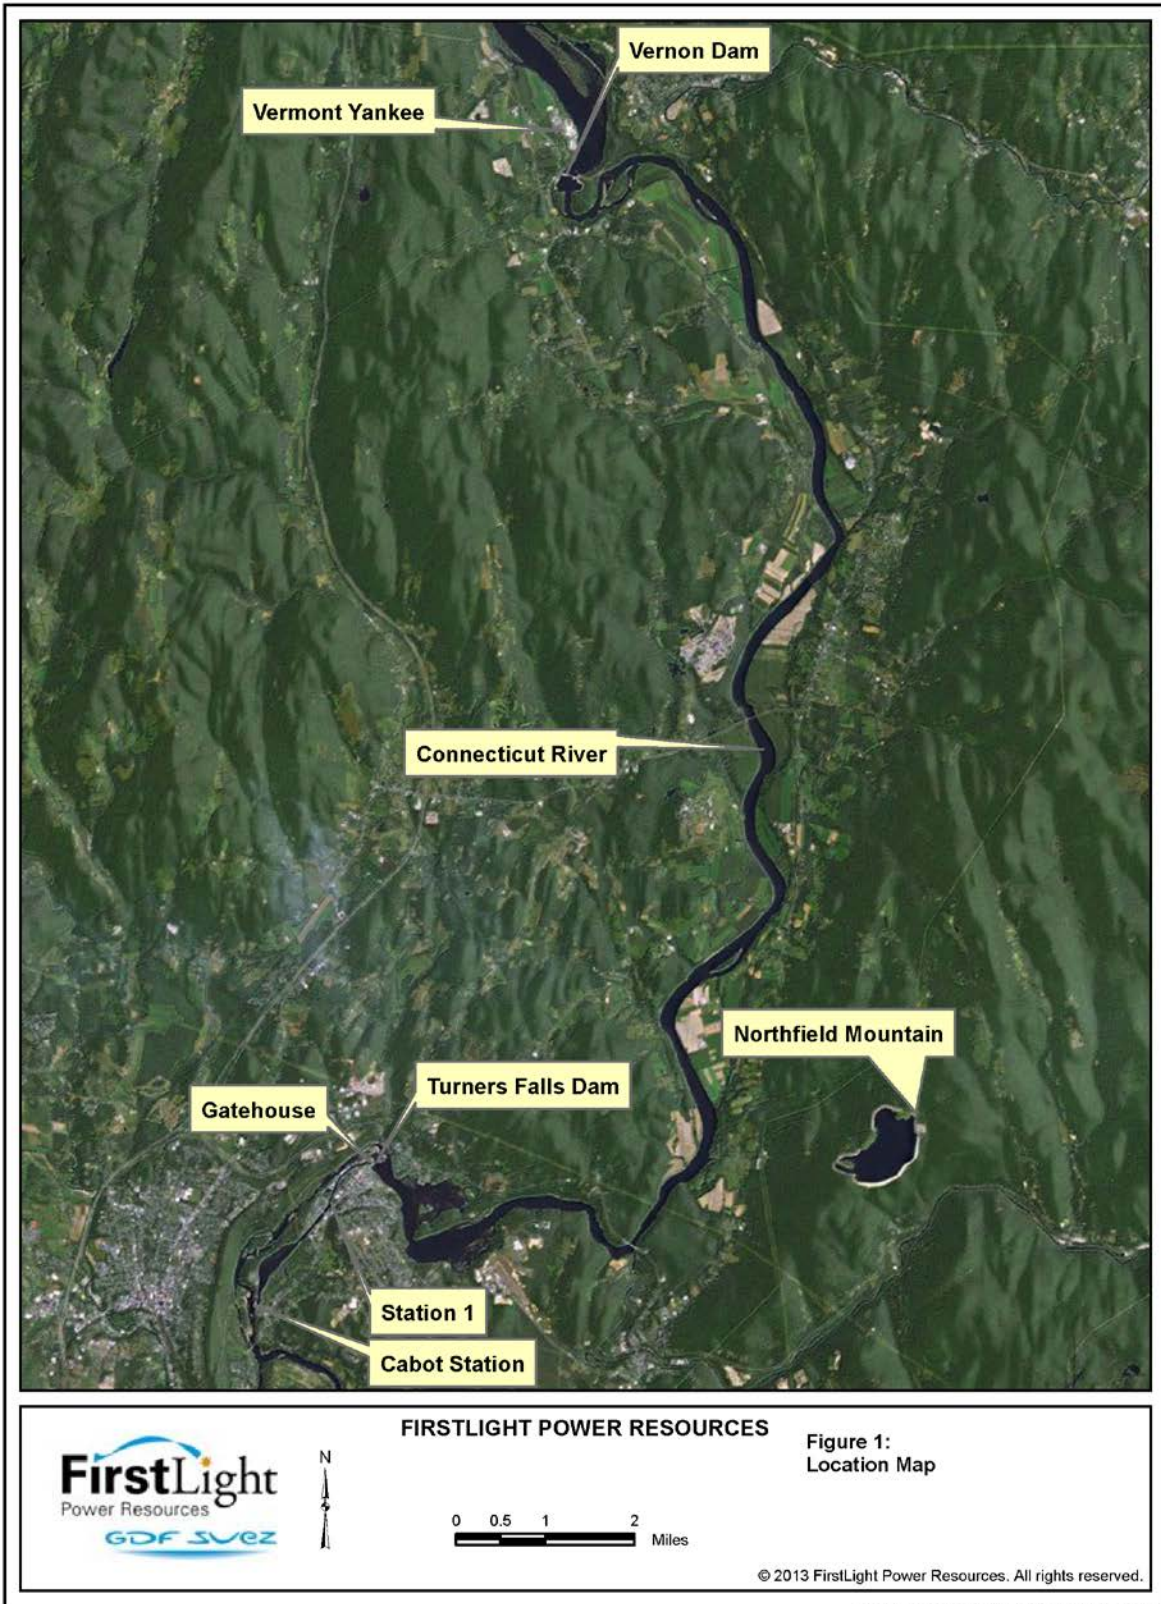 Vernon Dam
Vermont Yankee
Connecticut River
Northfield Mountain
Turners Falls Dam
Gatehouse
Station 1
Cabot Station
FIRSTLIGHT POWER RESOURCES
Figure 1:
Location Map
FirstLight
Power Resources
GDF SUEZ
N
0 0.5 1 2
Miles
© 2013 FirstLight Power Resources. All rights reserved.